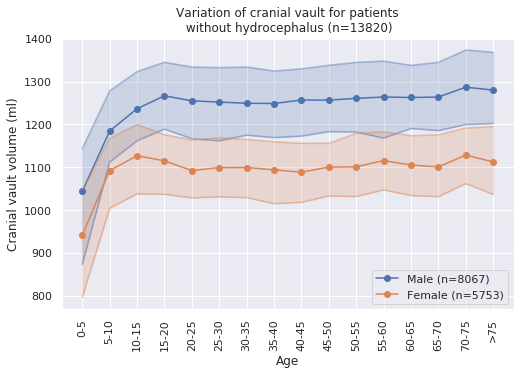 Variation of cranial vault for patients
without hydrocephalus (n=13820)
Cranial vault volume (ml)
1400
1300
1200
1100
1000
900
800
Male (n=8067)
Female (n=5753)
0-5 5-10 10-15 15-20 20-25 25-30 30-35 35-40 40-45 45-50 50-55 55-60 60-65 65-70 70-75 >75
Age